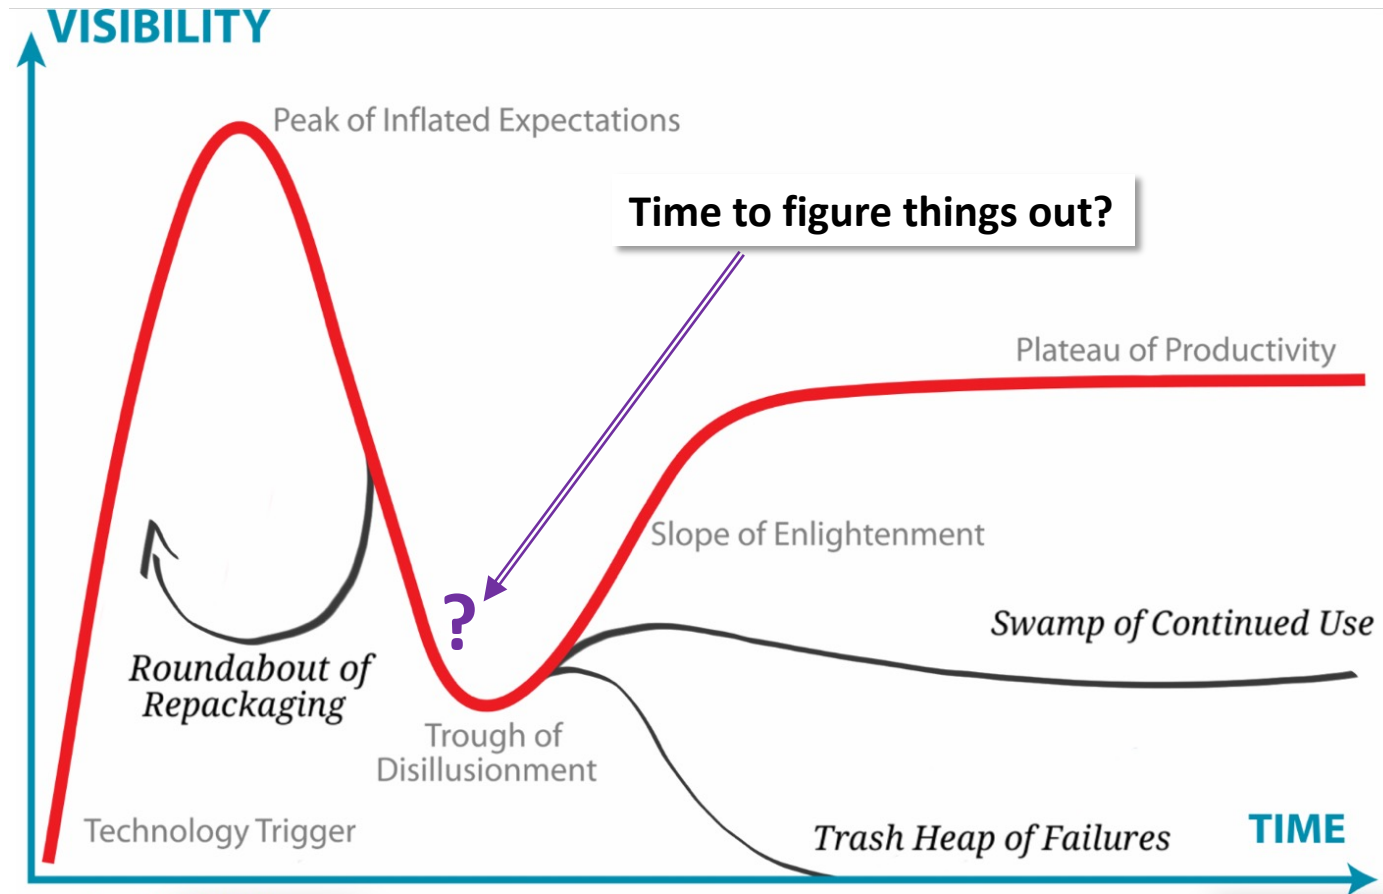 VISIBILITY
Peak of Inflated Expectations
Time to figure things out?
Plateau of Productivity
Slope of Enlightenment
?
Swamp of Continued Use
Roundabout of
Repackaging
Trough of
Disillusionment
Technology Trigger
Trash Heap of Failures
TIME